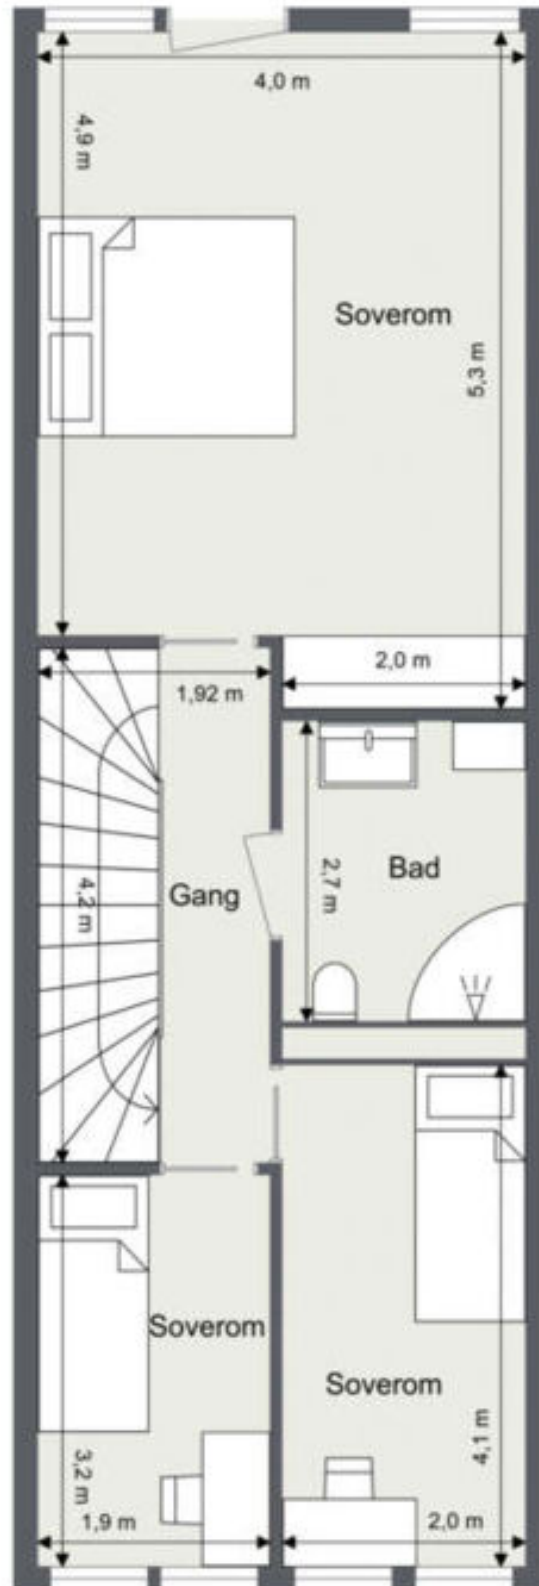 4,0 m
4,9 m
Soverom
5,3 m
2,0 m
1,92 m
Bad
2,7 m
4,2 m
Gang
Soverom
Soverom
4,1 m
3,2 m
1,9 m
2,0 m